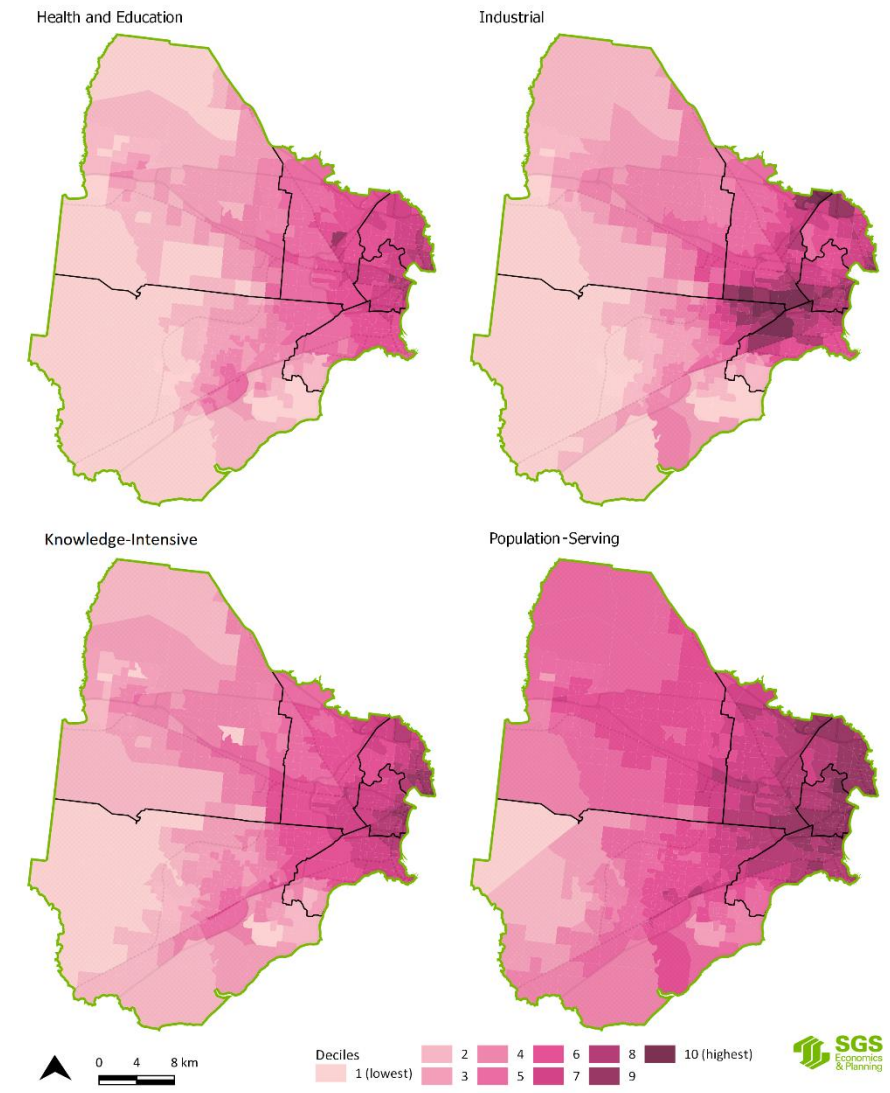 Health and Education
Industrial
Knowledge-Intensive
Population-Serving
0 4 8 km
Deciles
1 (lowest)
2 4 6 8 10 (highest)
3 5 7 9
SGS
Economics
& Planning